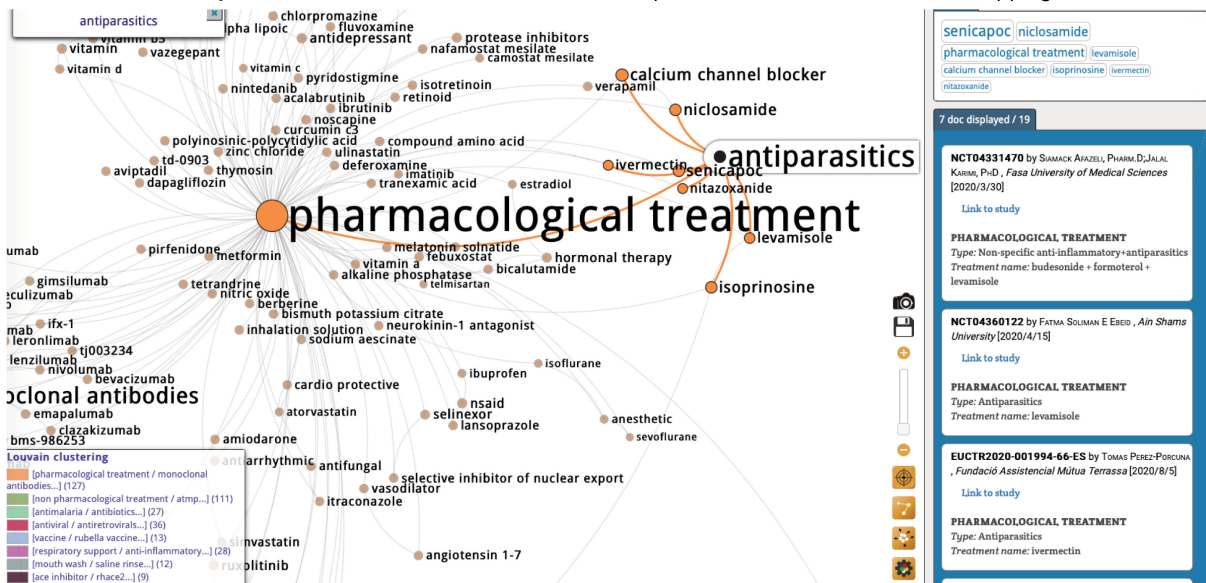 antiparasitics
×
chlorpromazine
lpha lipoic
fluvoxamine
antidepressant
protease inhibitors
nafamostat mesilate
camostat mesilate
vitamin b3
vitamin
vazegepant
vitamin d
vitamin c
pyridostigmine
nintedanib
acalabrutinib
isotretinoin
retinoid
ibrutinib
noscapine
curcumin c3
calcium channel blocker
verapamil
niclosamide
polyinosinic-polycytidylic acid
compound amino acid
zinc chloride
ulinastatin
td-0903
deferoxamine
aviptadil
thymosin
imatinib
dapagliflozin
tranexamic acid
estradiol
antiparasitics
ivermectin
senicapoc
nitazoxanide
pharmacological treatment
levamisole
umab
pirfenidone
metformin
melatonin solnatide
febuxostat
hormonal therapy
vitamin a
bicalutamide
alkaline phosphatase
telmisartan
gimsilumab
eculizumab
tetrandrine
nitric oxide
berberine
isoprinosine
bismuth potassium citrate
ifx-1
mab
leronlimab
inhalation solution
neurokinin-1 antagonist
sodium aescinate
tj003234
lenzilumab
nivolumab
bevacizumab
isoflurane
ibuprofen
cardio protective
oclonal antibodies
nsaid
emapalumab
atorvastatin
selinexor
anesthetic
clazakizumab
lansoprazole
sevoflurane
bms-986253
amiodarone
antiarrhythmic
antifungal
selective inhibitor of nuclear export
vasodilator
itraconazole
simvastatin
angiotensin 1-7
ruxolitinib
Louvain clustering
[pharmacological treatment / monoclonal
antibodies...] (127)
[non pharmacological treatment / atmp...] (111)
[antimalaria / antibiotics...] (27)
[antiviral / antiretrovirals...] (36)
[vaccine / rubella vaccine...] (13)
[respiratory support / anti-inflammatory...] (28)
[mouth wash / saline rinse...] (12)
[ace inhibitor / rhace2...] (9)
senicapoc niclosamide
pharmacological treatment levamisole
calcium channel blocker isoprinosine ivermectin
nitazoxanide
7 doc displayed / 19
NCT04331470 by Siamack Afazeli, Pharm.D;Jalal
Karimi, PhD , Fasa University of Medical Sciences
[2020/3/30]
Link to study
PHARMACOLOGICAL TREATMENT
Type: Non-specific anti-inflammatory+antiparasitics
Treatment name: budesonide + formoterol +
levamisole
NCT04360122 by Fatma Soliman E Ebeid , Ain Shams
University [2020/4/15]
Link to study
PHARMACOLOGICAL TREATMENT
Type: Antiparasitics
Treatment name: levamisole
EUCTR2020-001994-66-ES by Tomas Perez-Porcuna
, Fundació Assistencial Mútua Terrassa [2020/8/5]
Link to study
PHARMACOLOGICAL TREATMENT
Type: Antiparasitics
Treatment name: ivermectin